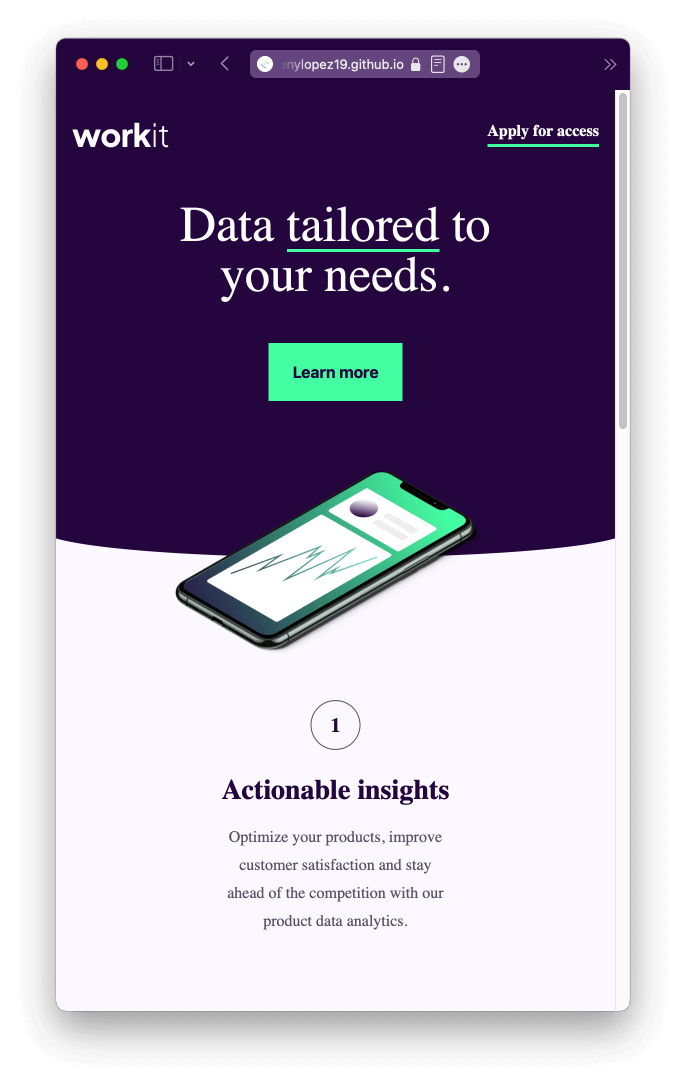 enylopez19.github.io
workit
Apply for access
Data tailored to
your needs.
Learn more
1
Actionable insights
Optimize your products, improve
customer satisfaction and stay
ahead of the competition with our
product data analytics.